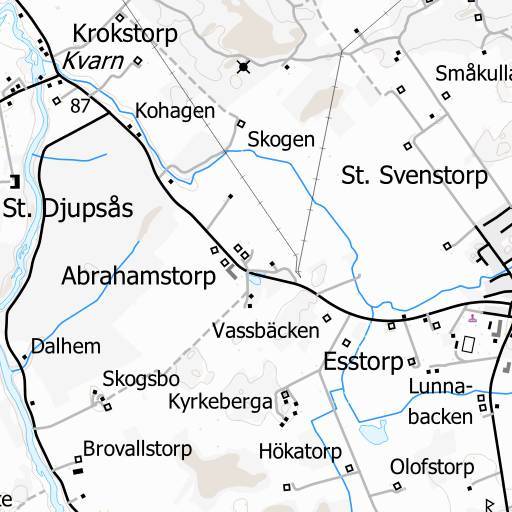 Krokstorp
Kvarn
Småkulla
87
Kohagen
Skogen
St. Svenstorp
St. Djupsås
Abrahamstorp
Vassbäcken
Dalhem
Esstorp
Skogsbo
Kyrkeberga
Lunna-
backen
Brovallstorp
Hökatorp
Olofstorp
te